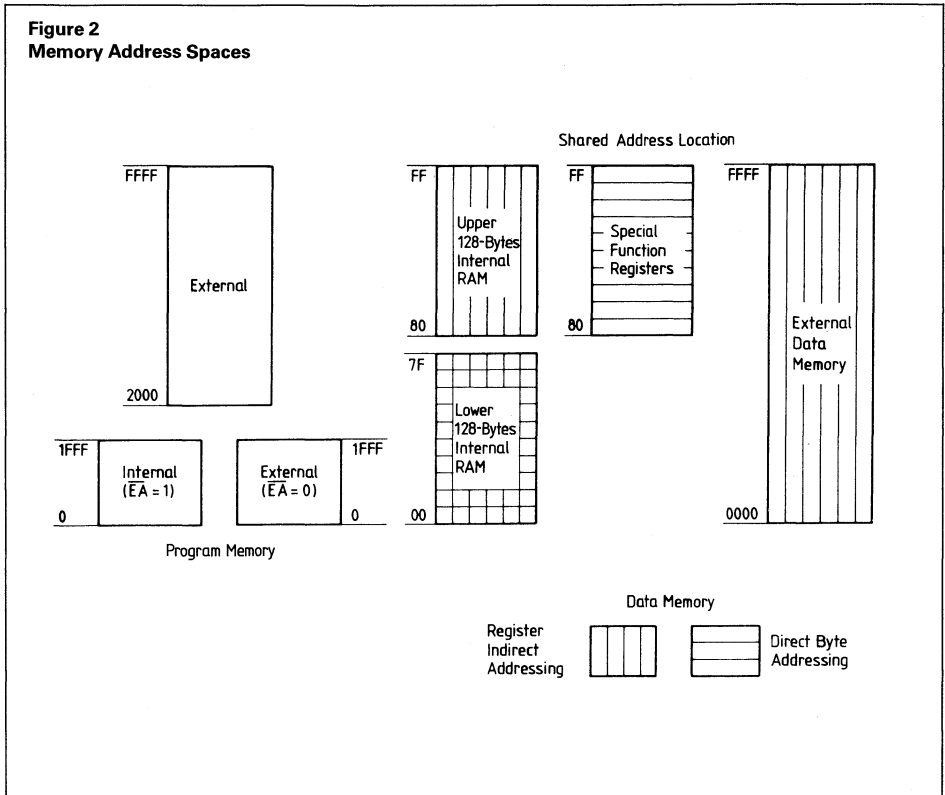 Figure 2
Memory Address Spaces
Shared Address Location
FFFF
External
2000
1FFF
Internal
(E̅A̅ = 1)
0
External
(E̅A̅ = 0)
1FFF
0
Program Memory
FF
Upper
128-Bytes
Internal
RAM
80
7F
Lower
128-Bytes
Internal
RAM
00
FF
Special
Function
Registers
80
FFFF
External
Data
Memory
0000
Data Memory
Register
Indirect
Addressing
Direct Byte
Addressing